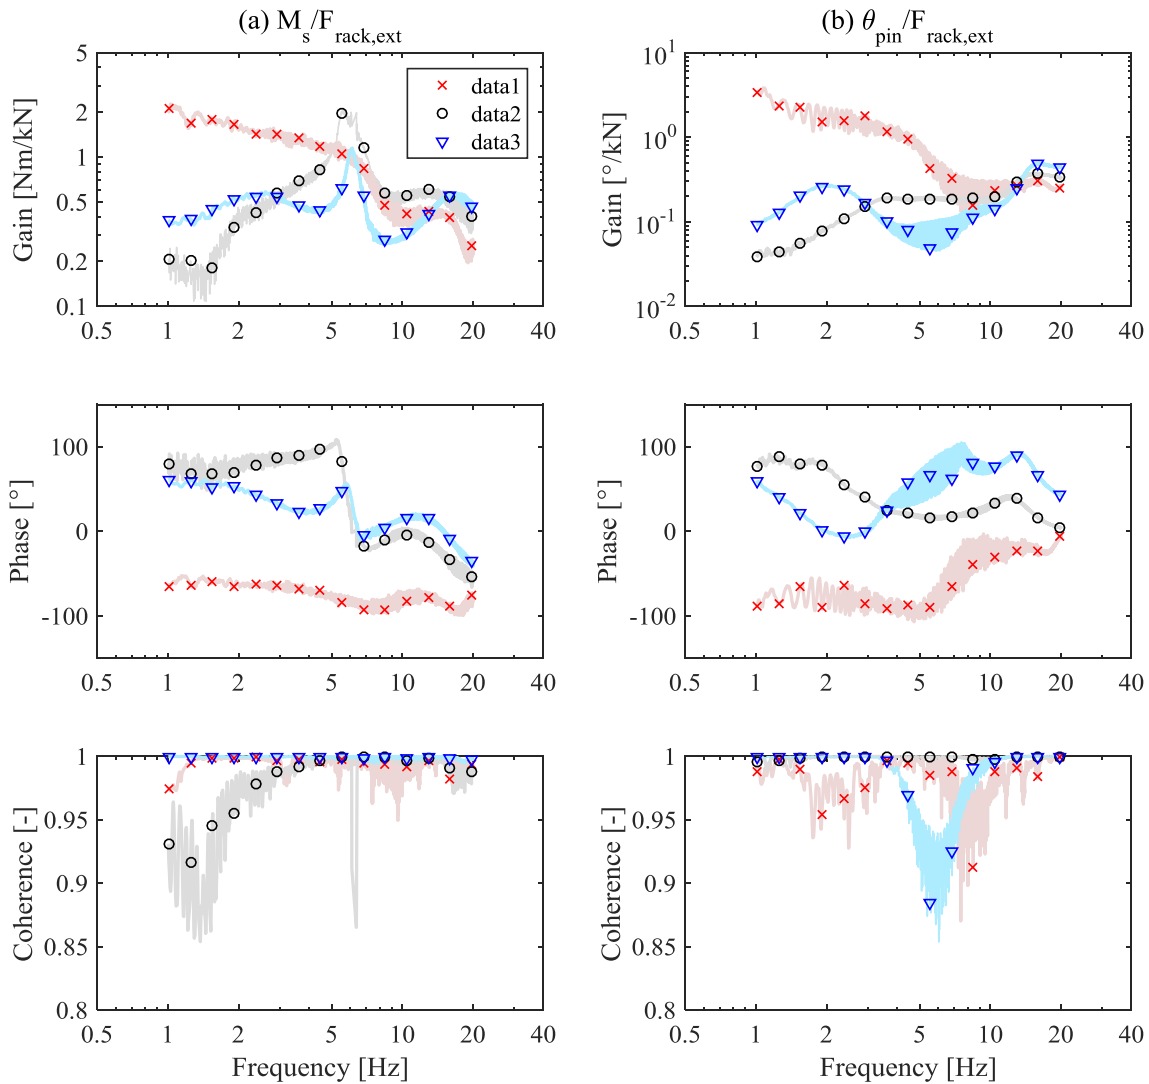 (a) M_s/F_rack,ext
Gain [Nm/kN]
5
2
1
0.5
0.2
0.1
0.5 1 2 5 10 20 40
data1
data2
data3
(b) θ_pin/F_rack,ext
Gain [°/kN]
10^1
10^0
10^-1
10^-2
0.5 1 2 5 10 20 40
Phase [°]
100
0
-100
0.5 1 2 5 10 20 40
Phase [°]
100
0
-100
0.5 1 2 5 10 20 40
Coherence [-]
1
0.95
0.9
0.85
0.8
0.5 1 2 5 10 20 40
Frequency [Hz]
Coherence [-]
1
0.95
0.9
0.85
0.8
0.5 1 2 5 10 20 40
Frequency [Hz]